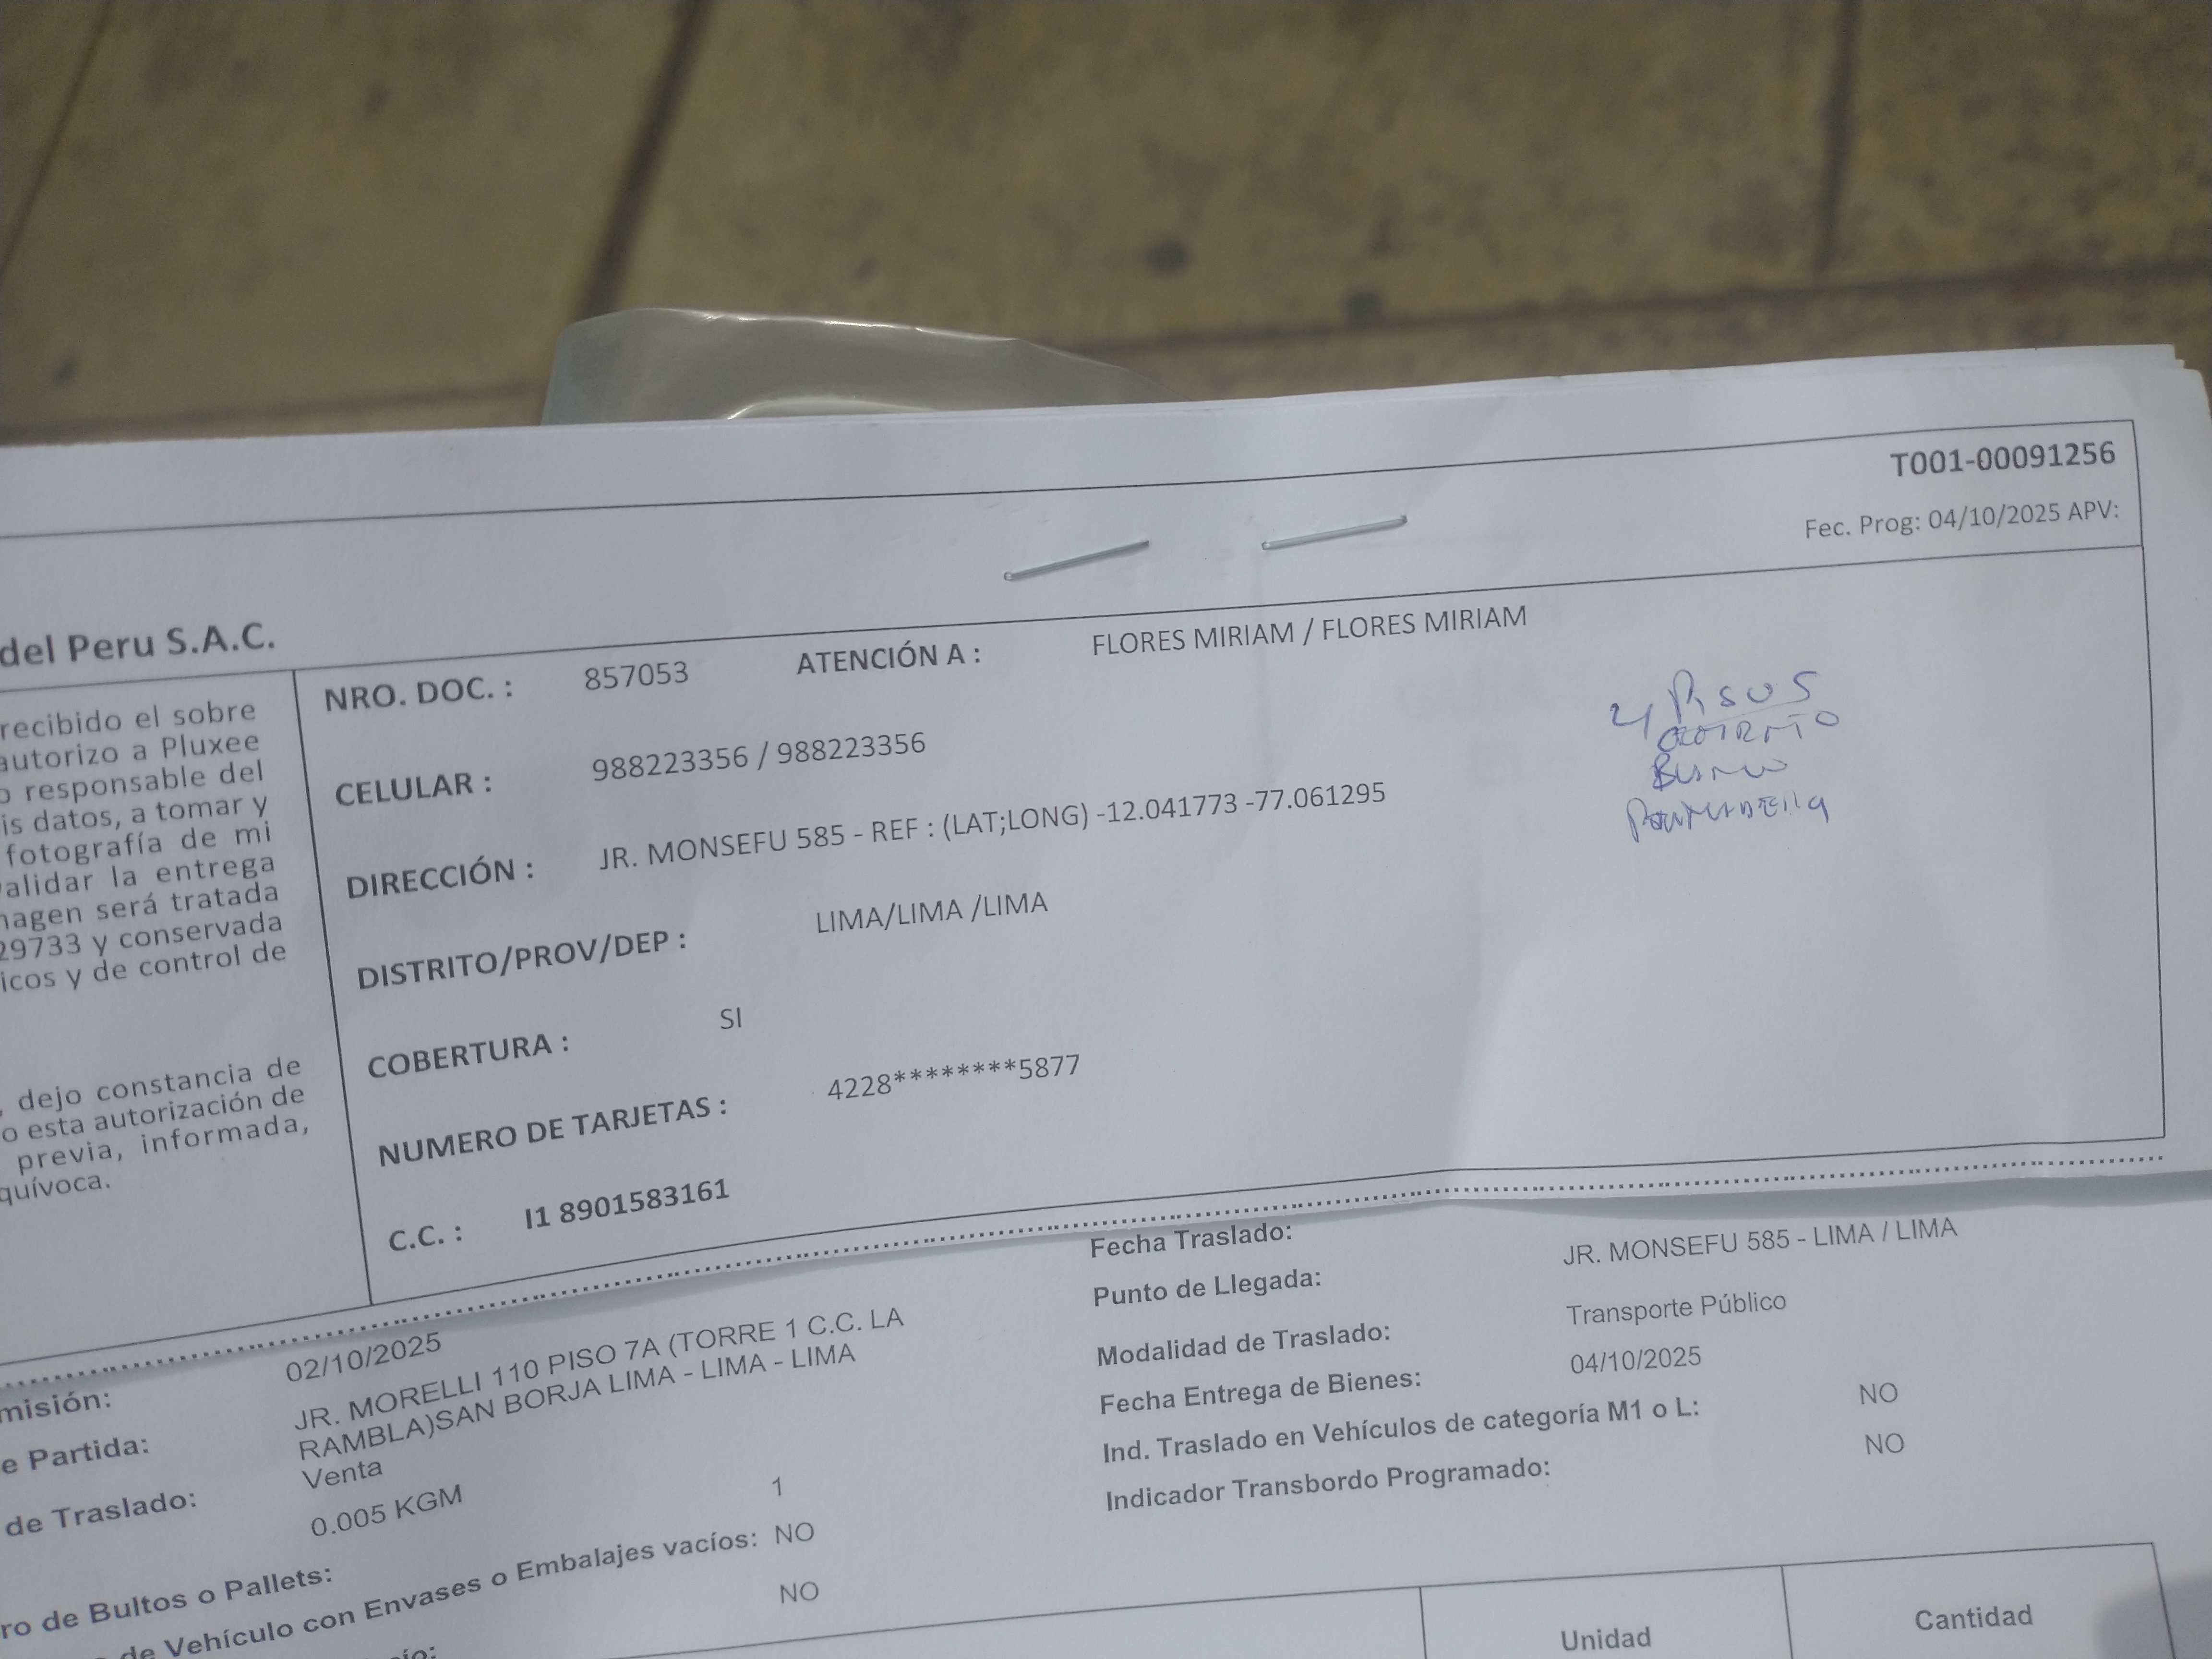 T001-00091256
Fec. Prog: 04/10/2025 APV:
del Peru S.A.C.
recibido el sobre
autorizo a Pluxee
o responsable del
is datos, a tomar y
fotografía de mi
validar la entrega
magen será tratada
29733 y conservada
icos y de control de
, dejo constancia de
o esta autorización de
previa, informada,
quívoca.
NRO. DOC. : 857053 ATENCIÓN A : FLORES MIRIAM / FLORES MIRIAM
CELULAR : 988223356 / 988223356
DIRECCIÓN : JR. MONSEFU 585 - REF : (LAT;LONG) -12.041773 -77.061295
DISTRITO/PROV/DEP : LIMA/LIMA /LIMA
COBERTURA : SI
NUMERO DE TARJETAS : 4228********5877
C.C. : I1 8901583161
4 PISOS
misión: 02/10/2025
e Partida: JR. MORELLI 110 PISO 7A (TORRE 1 C.C. LA
RAMBLA)SAN BORJA LIMA - LIMA - LIMA
de Traslado: Venta
0.005 KGM
ro de Bultos o Pallets: 1
de Vehículo con Envases o Embalajes vacíos: NO
ío: NO
Fecha Traslado:
Punto de Llegada: JR. MONSEFU 585 - LIMA / LIMA
Modalidad de Traslado: Transporte Público
Fecha Entrega de Bienes: 04/10/2025
Ind. Traslado en Vehículos de categoría M1 o L: NO
Indicador Transbordo Programado: NO
Unidad
Cantidad